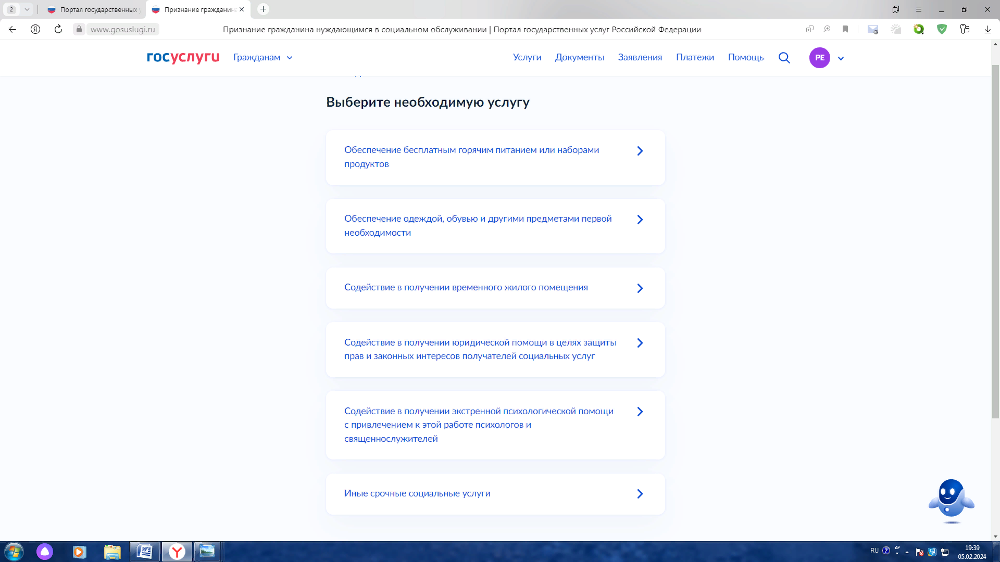 2
Портал государственных
Признание гражданина
www.gosuslugi.ru
Признание гражданина нуждающимся в социальном обслуживании | Портал государственных услуг Российской Федерации
госуслуги
Гражданам
Услуги
Документы
Заявления
Платежи
Помощь
РЕ
Выберите необходимую услугу
Обеспечение бесплатным горячим питанием или наборами
продуктов
Обеспечение одеждой, обувью и другими предметами первой
необходимости
Содействие в получении временного жилого помещения
Содействие в получении юридической помощи в целях защиты
прав и законных интересов получателей социальных услуг
Содействие в получении экстренной психологической помощи
с привлечением к этой работе психологов и
священнослужителей
Иные срочные социальные услуги
RU
19:39
05.02.2024